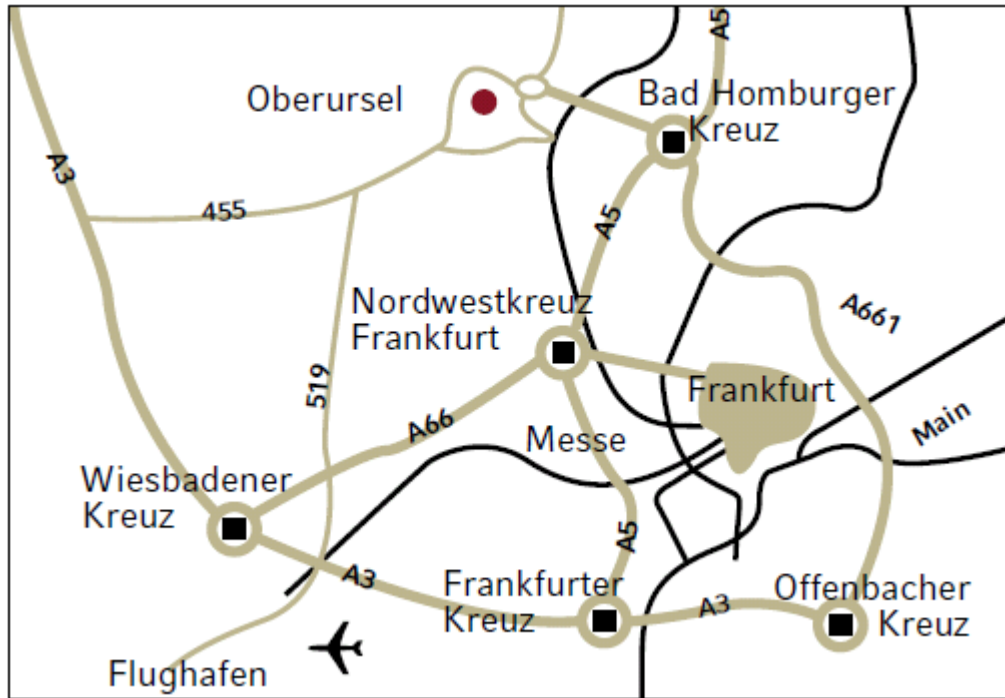 A5
Oberursel
Bad Homburger
Kreuz
A3
455
A5
Nordwestkreuz
Frankfurt
A661
519
Frankfurt
A66
Messe
Main
Wiesbadener
Kreuz
A5
A3
Frankfurter
Kreuz
A3
Offenbacher
Kreuz
Flughafen